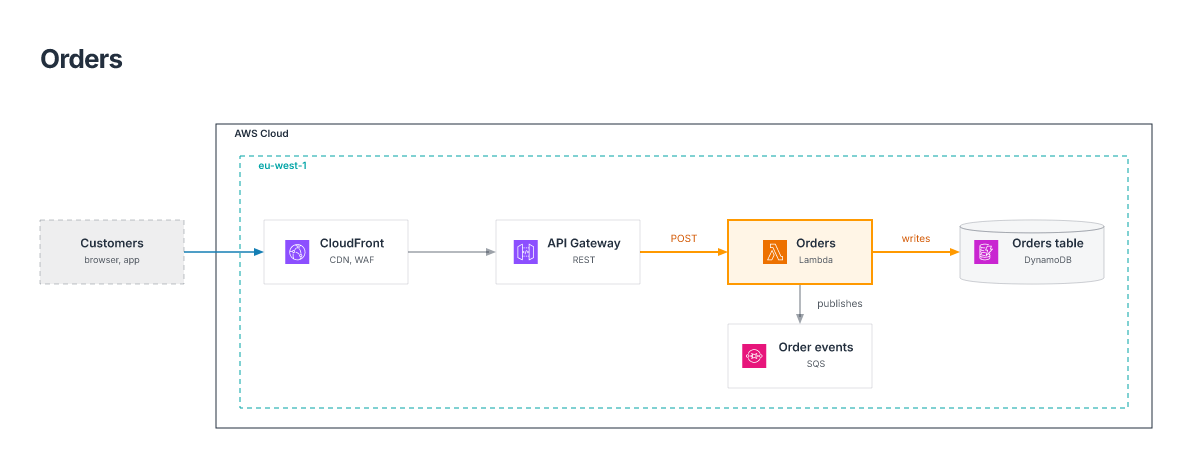 Orders
AWS Cloud
eu-west-1
Customers
browser, app
CloudFront
CDN, WAF
API Gateway
REST
POST
Orders
Lambda
writes
Orders table
DynamoDB
publishes
Order events
SQS